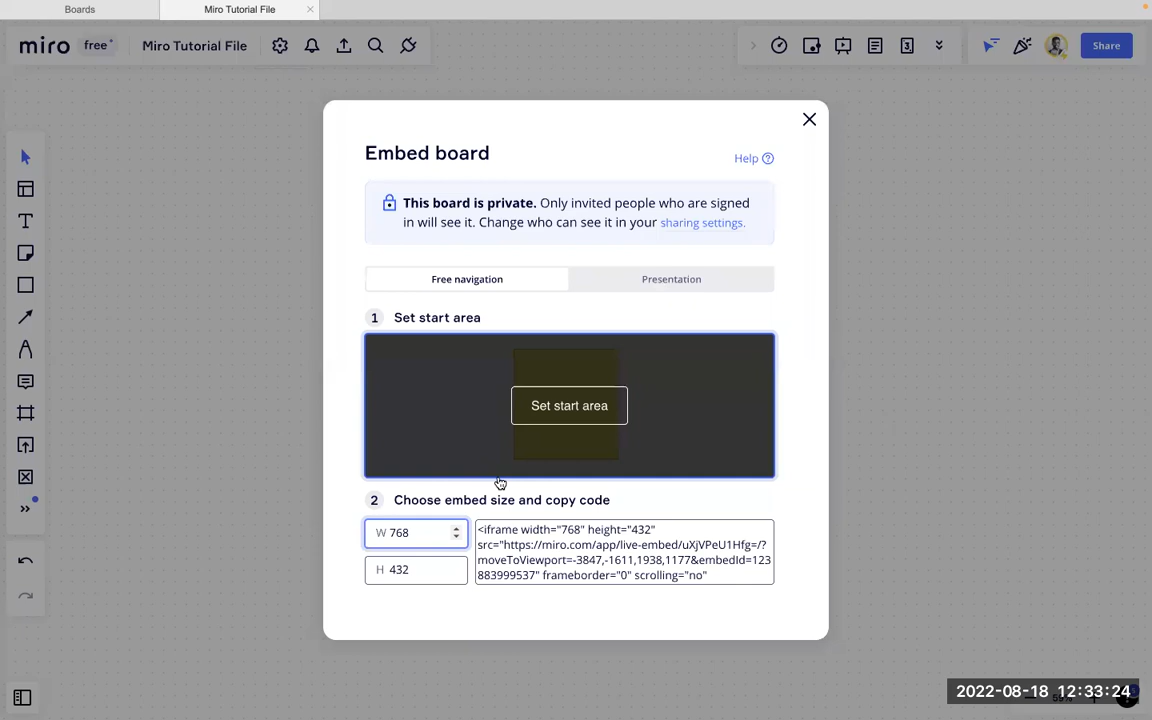 Boards
Miro Tutorial File
miro
free
Miro Tutorial File
3
Share
Embed board
Help
This board is private. Only invited people who are signed
in will see it. Change who can see it in your sharing settings.
Free navigation
Presentation
1 Set start area
Set start area
2 Choose embed size and copy code
W 768
H 432
<iframe width="768" height="432"
src="https://miro.com/app/live-embed/uXjVPeU1Hfg=/?
moveToViewport=-3847,-1611,1938,1177&embedId=123
883999537" frameborder="0" scrolling="no"
2022-08-18 12:33:24